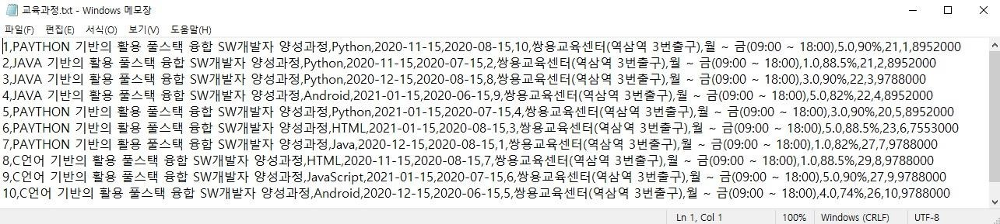 교육과정.txt - Windows 메모장
파일(F) 편집(E) 서식(O) 보기(V) 도움말(H)
1,PAYTHON 기반의 활용 풀스택 융합 SW개발자 양성과정,Python,2020-11-15,2020-08-15,10,쌍용교육센터(역삼역 3번출구),월 ~ 금(09:00 ~ 18:00),5.0,90%,21,1,8952000
2,JAVA 기반의 활용 풀스택 융합 SW개발자 양성과정,Python,2020-11-15,2020-07-15,2,쌍용교육센터(역삼역 3번출구),월 ~ 금(09:00 ~ 18:00),1.0,88.5%,21,2,8952000
3,JAVA 기반의 활용 풀스택 융합 SW개발자 양성과정,Python,2020-12-15,2020-08-15,8,쌍용교육센터(역삼역 3번출구),월 ~ 금(09:00 ~ 18:00),3.0,90%,22,3,9788000
4,JAVA 기반의 활용 풀스택 융합 SW개발자 양성과정,Android,2021-01-15,2020-06-15,9,쌍용교육센터(역삼역 3번출구),월 ~ 금(09:00 ~ 18:00),5.0,82%,22,4,8952000
5,PAYTHON 기반의 활용 풀스택 융합 SW개발자 양성과정,Python,2021-01-15,2020-07-15,4,쌍용교육센터(역삼역 3번출구),월 ~ 금(09:00 ~ 18:00),3.0,90%,20,5,8952000
6,PAYTHON 기반의 활용 풀스택 융합 SW개발자 양성과정,HTML,2021-01-15,2020-08-15,3,쌍용교육센터(역삼역 3번출구),월 ~ 금(09:00 ~ 18:00),5.0,88.5%,23,6,7553000
7,PAYTHON 기반의 활용 풀스택 융합 SW개발자 양성과정,Java,2020-12-15,2020-08-15,1,쌍용교육센터(역삼역 3번출구),월 ~ 금(09:00 ~ 18:00),1.0,82%,27,7,9788000
8,C언어 기반의 활용 풀스택 융합 SW개발자 양성과정,HTML,2020-11-15,2020-08-15,7,쌍용교육센터(역삼역 3번출구),월 ~ 금(09:00 ~ 18:00),1.0,88.5%,29,8,9788000
9,C언어 기반의 활용 풀스택 융합 SW개발자 양성과정,JavaScript,2021-01-15,2020-07-15,6,쌍용교육센터(역삼역 3번출구),월 ~ 금(09:00 ~ 18:00),5.0,90%,27,9,9788000
10,C언어 기반의 활용 풀스택 융합 SW개발자 양성과정,Android,2020-12-15,2020-06-15,5,쌍용교육센터(역삼역 3번출구),월 ~ 금(09:00 ~ 18:00),4.0,74%,26,10,9788000
Ln 1, Col 1 100% Windows (CRLF) UTF-8